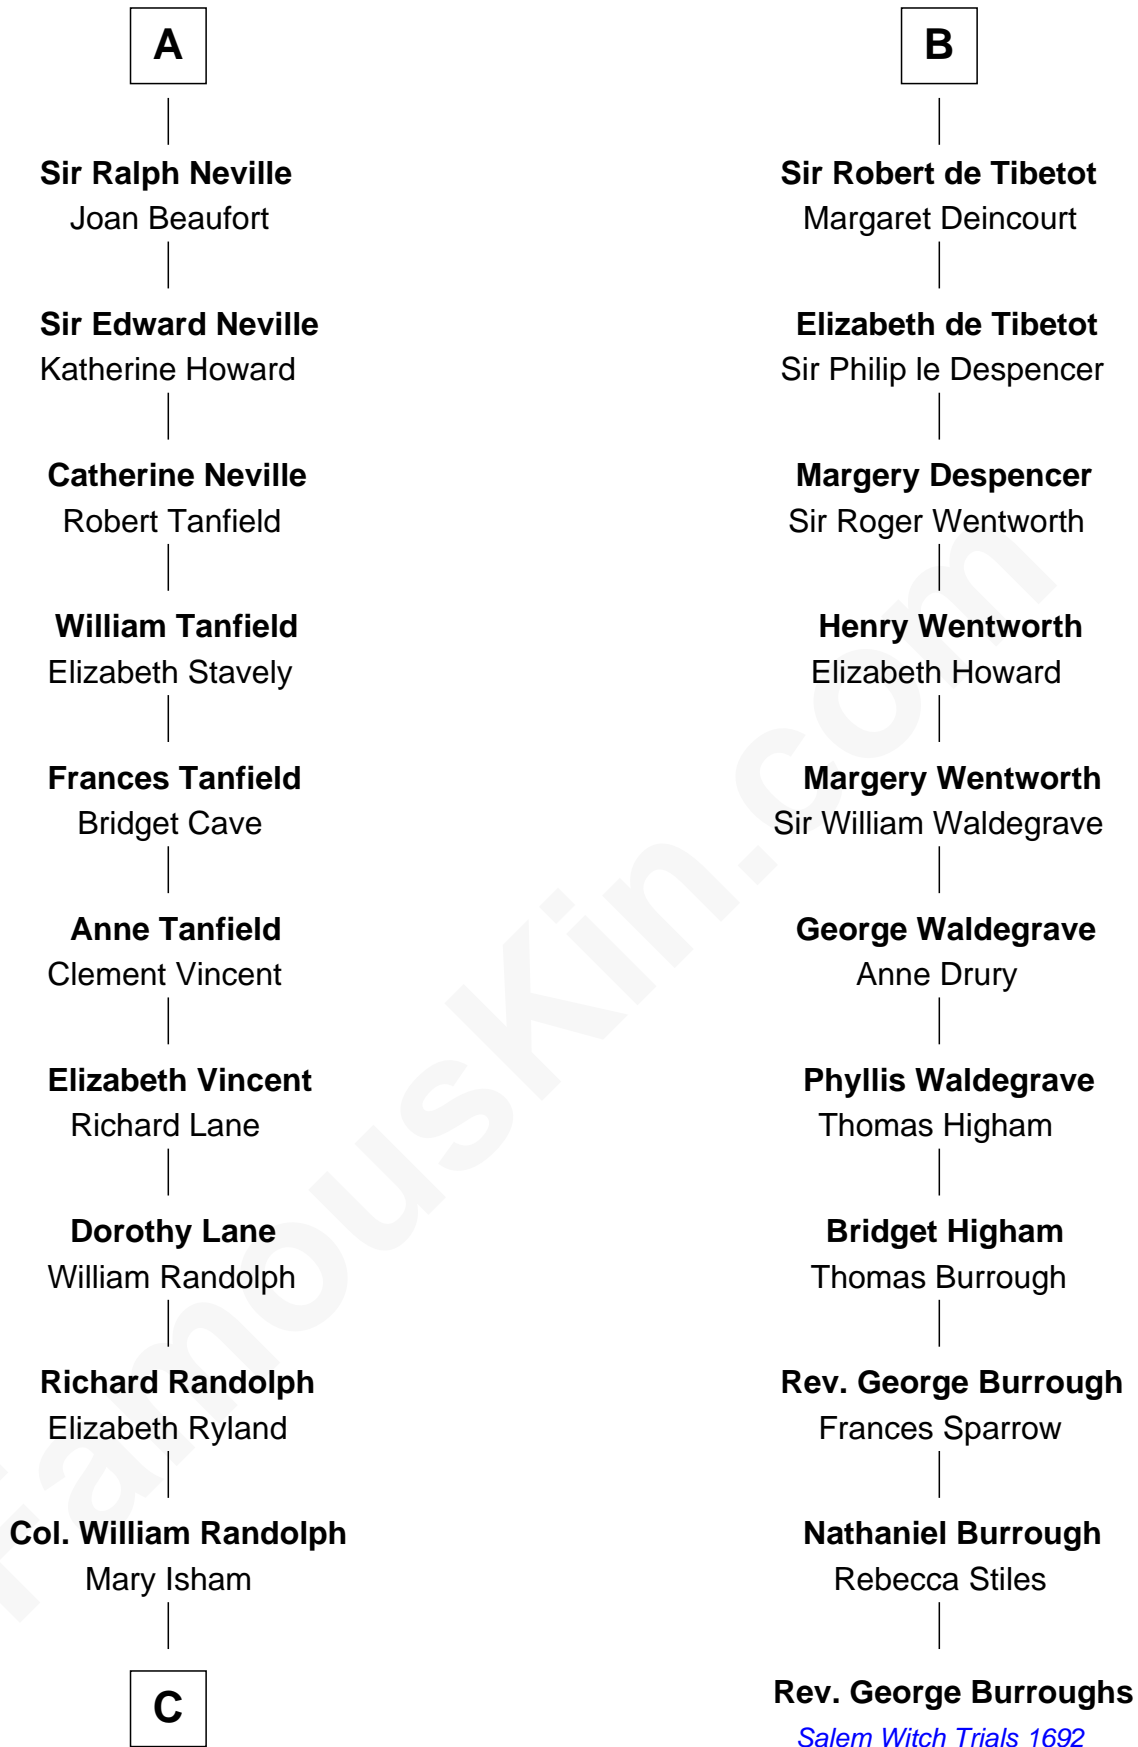 A
Sir Ralph Neville
Joan Beaufort
Sir Edward Neville
Katherine Howard
Catherine Neville
Robert Tanfield
William Tanfield
Elizabeth Stavely
Frances Tanfield
Bridget Cave
Anne Tanfield
Clement Vincent
Elizabeth Vincent
Richard Lane
Dorothy Lane
William Randolph
Richard Randolph
Elizabeth Ryland
Col. William Randolph
Mary Isham
C
B
Sir Robert de Tibetot
Margaret Deincourt
Elizabeth de Tibetot
Sir Philip le Despencer
Margery Despencer
Sir Roger Wentworth
Henry Wentworth
Elizabeth Howard
Margery Wentworth
Sir William Waldegrave
George Waldegrave
Anne Drury
Phyllis Waldegrave
Thomas Higham
Bridget Higham
Thomas Burrough
Rev. George Burrough
Frances Sparrow
Nathaniel Burrough
Rebecca Stiles
Rev. George Burroughs
Salem Witch Trials 1692
FamousKin.com